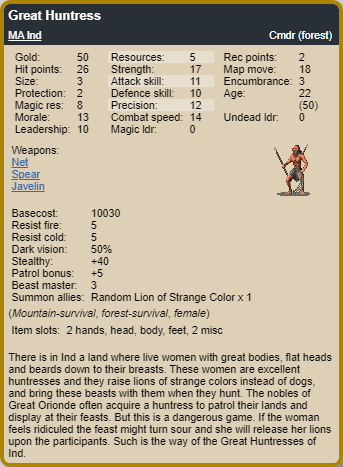 Great Huntress
MA Ind Cmdr (forest)
Gold: 50 Resources: 5 Rec points: 2
Hit points: 26 Strength: 17 Map move: 18
Size: 3 Attack skill: 11 Encumbrance: 3
Protection: 2 Defence skill: 10 Age: 22
Magic res: 8 Precision: 12 (50)
Morale: 13 Combat speed: 14 Undead ldr: 0
Leadership: 10 Magic ldr: 0
Weapons:
Net
Spear
Javelin
Basecost: 10030
Resist fire: 5
Resist cold: 5
Dark vision: 50%
Stealthy: +40
Patrol bonus: +5
Beast master: 3
Summon allies: Random Lion of Strange Color x 1
(Mountain-survival, forest-survival, female)
Item slots: 2 hands, head, body, feet, 2 misc
There is in Ind a land where live women with great bodies, flat heads
and beards down to their breasts. These women are excellent
huntresses and they raise lions of strange colors instead of dogs,
and bring these beasts with them when they hunt. The nobles of
Great Orionde often acquire a huntress to patrol their lands and
display at their feasts. But this is a dangerous game. If the woman
feels ridiculed the feast might turn sour and she will release her lions
upon the participants. Such is the way of the Great Huntresses of
Ind.